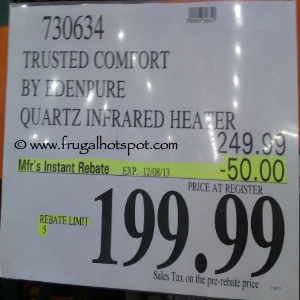 730634
TRUSTED COMFORT
BY EDENPURE
QUARTZ INFRARED HEATER
249.99
© www.frugalhotspot.com
Mfr's Instant Rebate EXP 12/08/13 -50.00
PRICE AT REGISTER
REBATE LIMIT
5
199.99
Sales Tax on the pre-rebate price